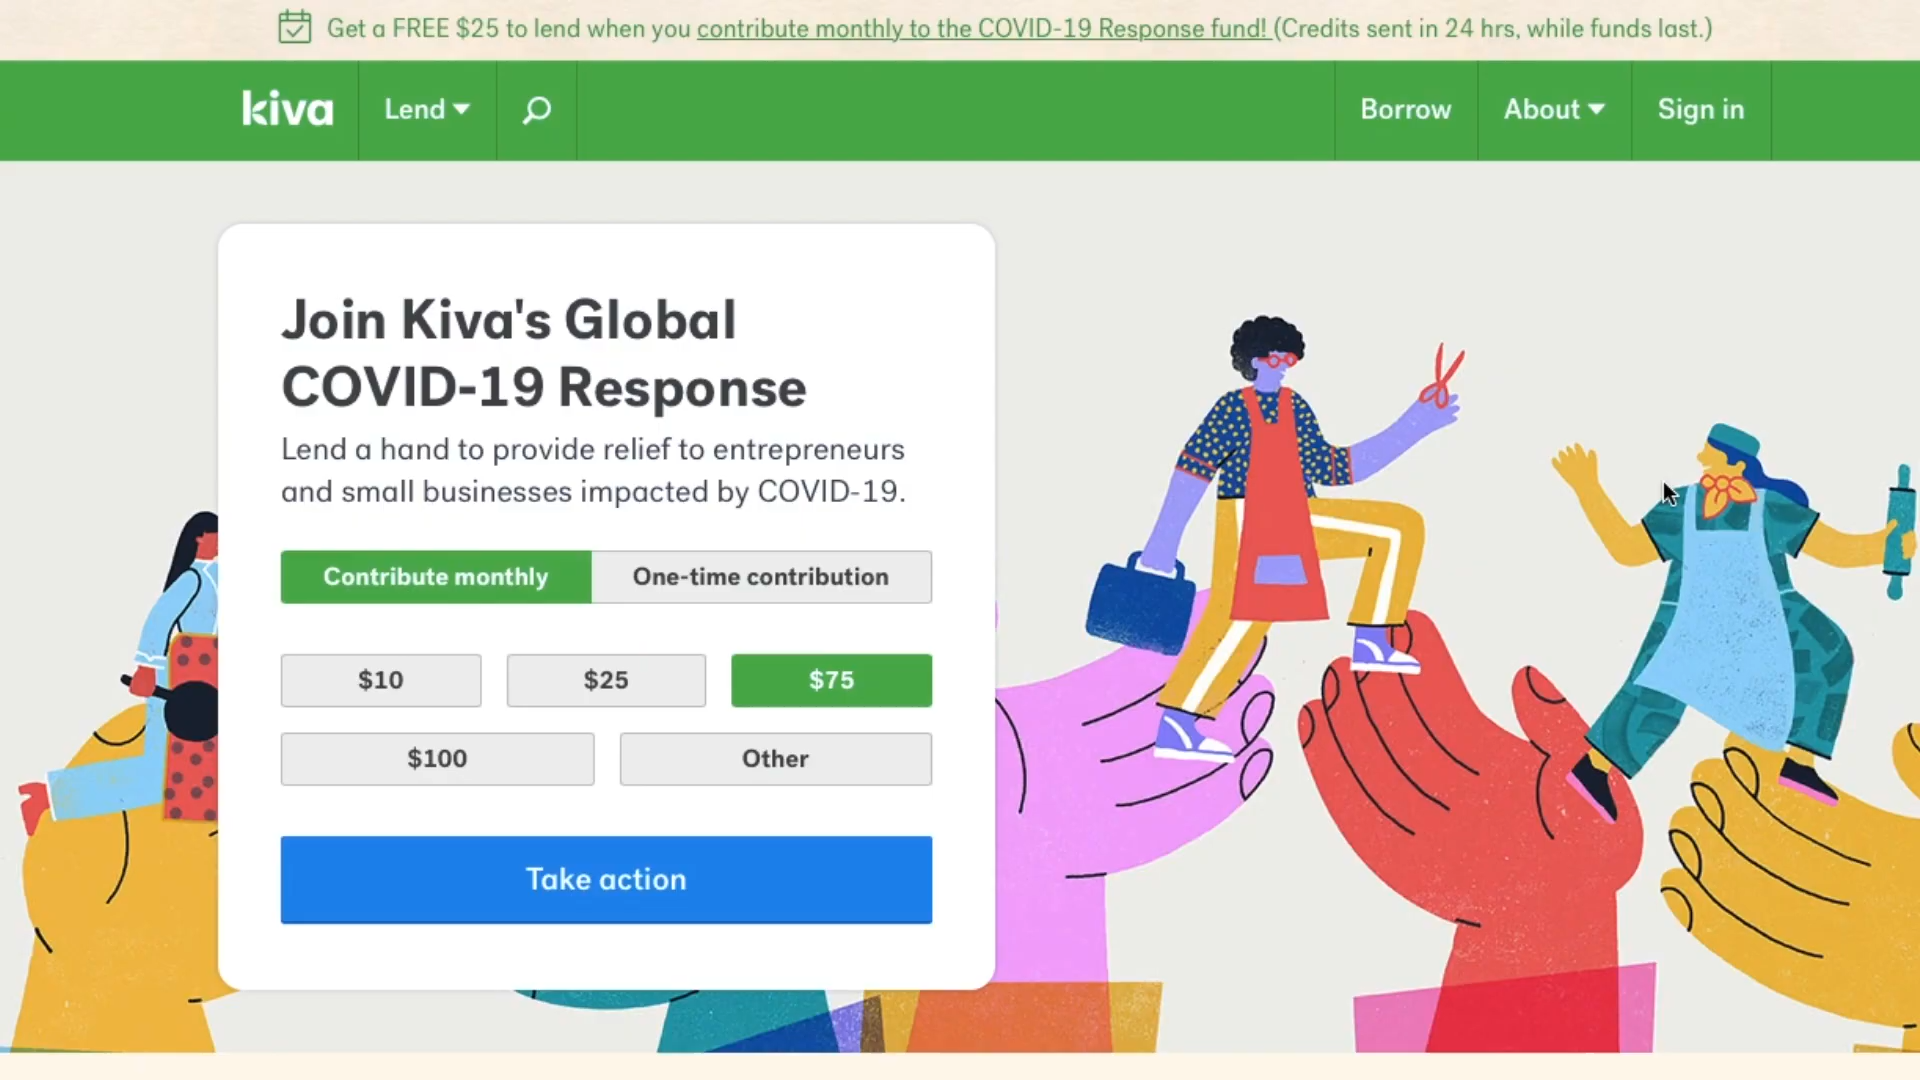 Get a FREE $25 to lend when you contribute monthly to the COVID-19 Response fund! (Credits sent in 24 hrs, while funds last.)
kiva Lend Borrow About Sign in
Join Kiva's Global
COVID-19 Response
Lend a hand to provide relief to entrepreneurs
and small businesses impacted by COVID-19.
Contribute monthly One-time contribution
$10 $25 $75
$100 Other
Take action